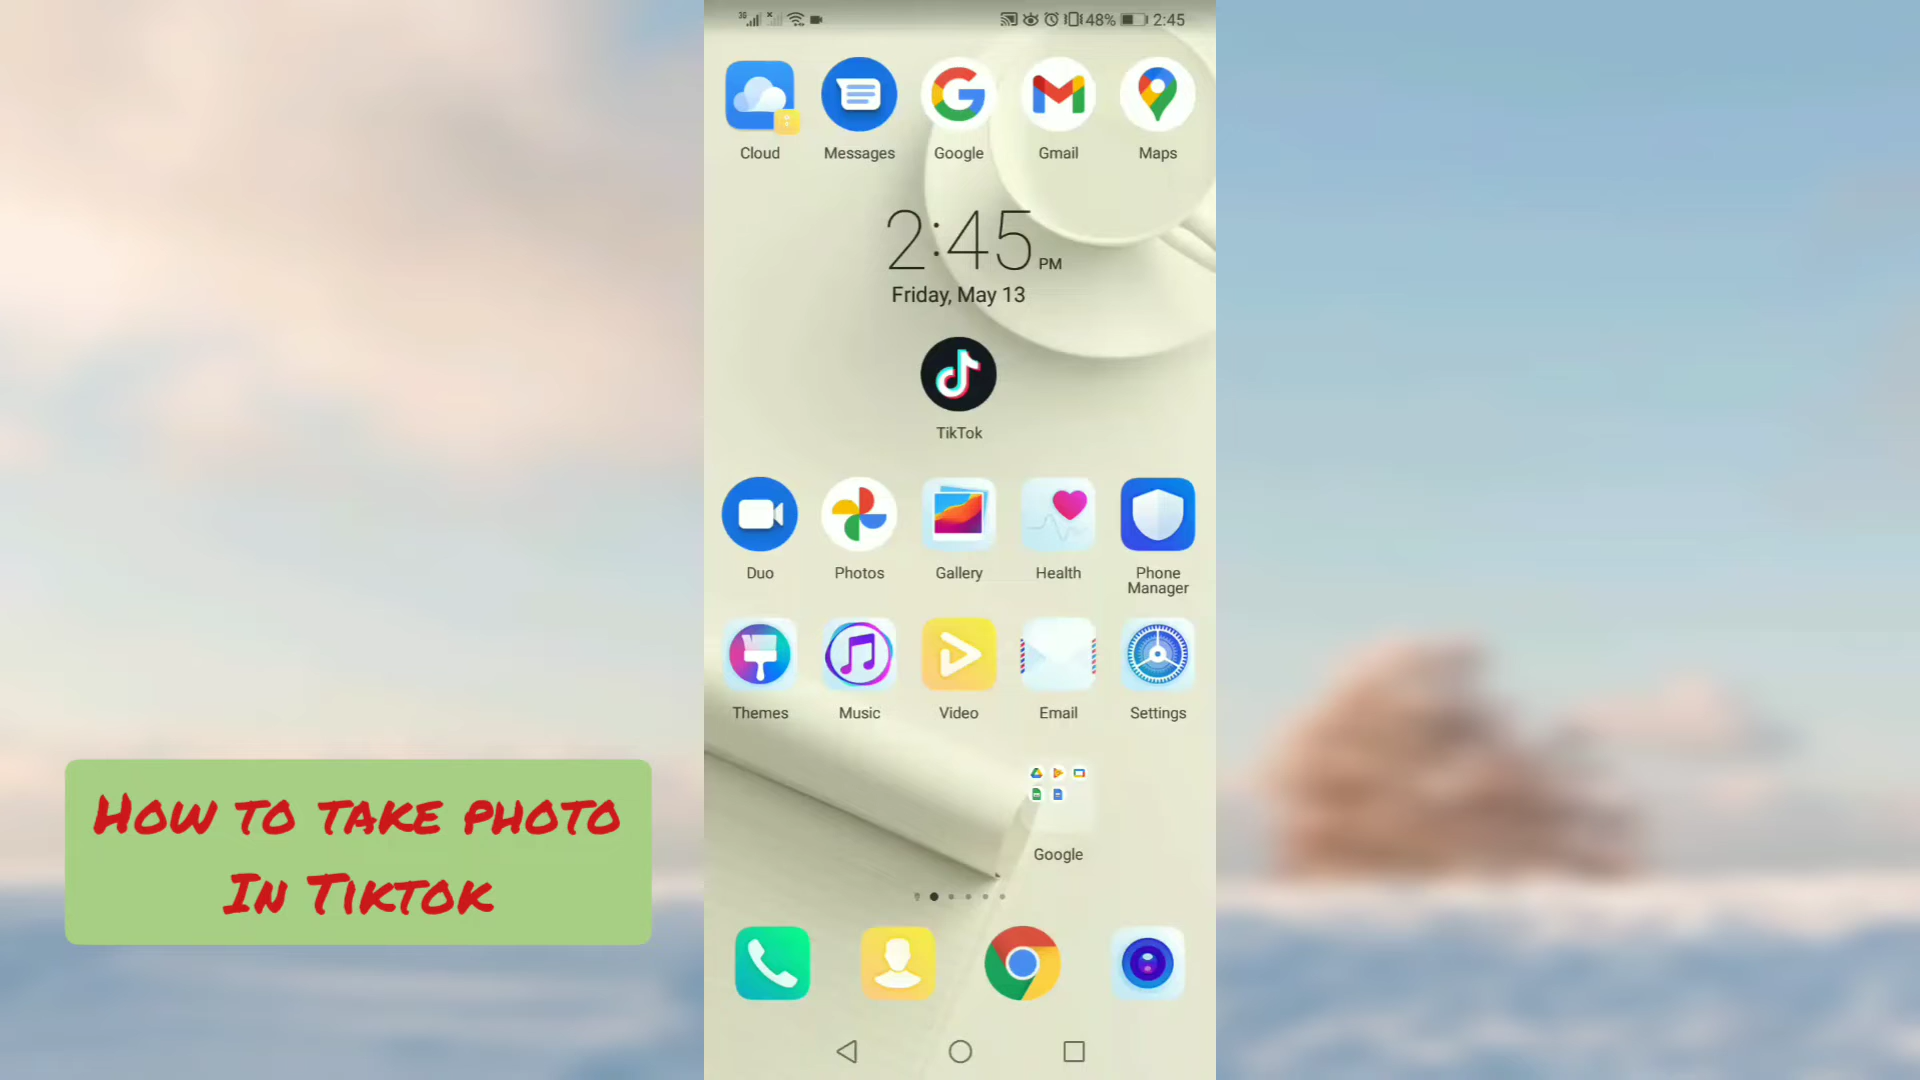 3G 48% 2:45
Cloud Messages Google Gmail Maps
2:45 PM
Friday, May 13
TikTok
Duo Photos Gallery Health Phone Manager
Themes Music Video Email Settings
Google
How to take photo
In Tiktok